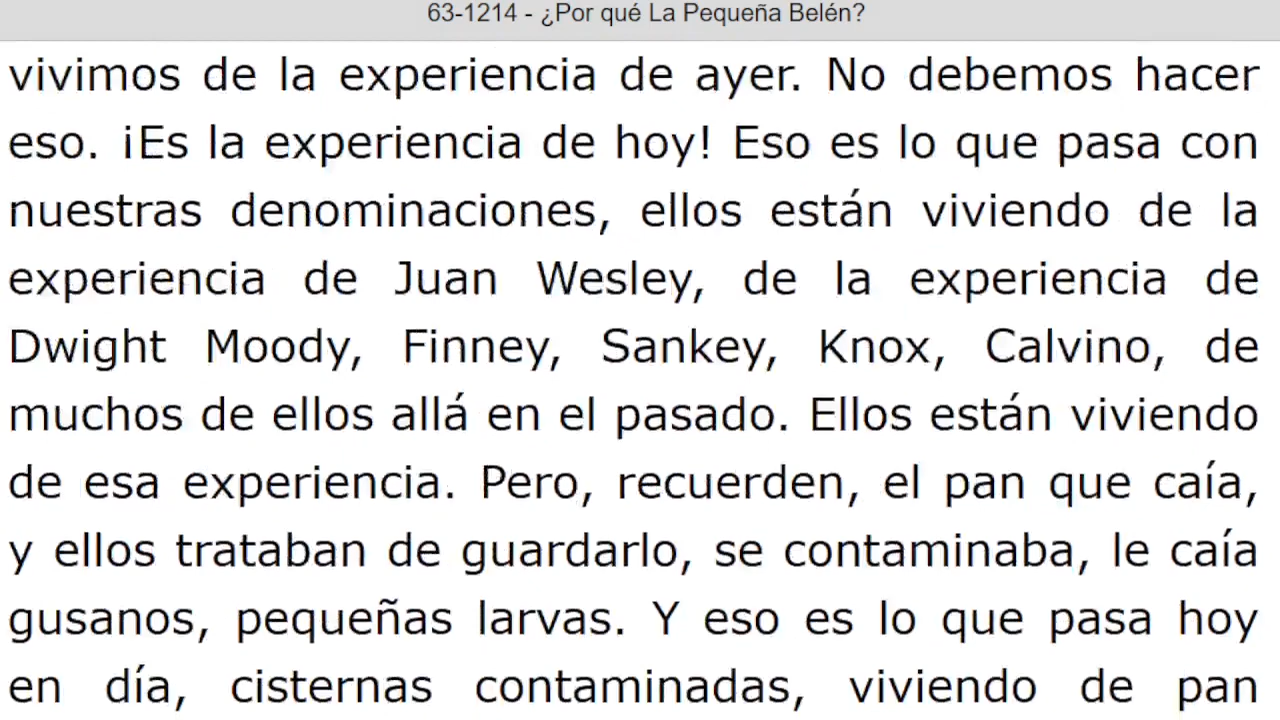 63-1214 - ¿Por qué La Pequeña Belén?
vivimos de la experiencia de ayer. No debemos hacer
eso. ¡Es la experiencia de hoy! Eso es lo que pasa con
nuestras denominaciones, ellos están viviendo de la
experiencia de Juan Wesley, de la experiencia de
Dwight Moody, Finney, Sankey, Knox, Calvino, de
muchos de ellos allá en el pasado. Ellos están viviendo
de esa experiencia. Pero, recuerden, el pan que caía,
y ellos trataban de guardarlo, se contaminaba, le caía
gusanos, pequeñas larvas. Y eso es lo que pasa hoy
en día, cisternas contaminadas, viviendo de pan